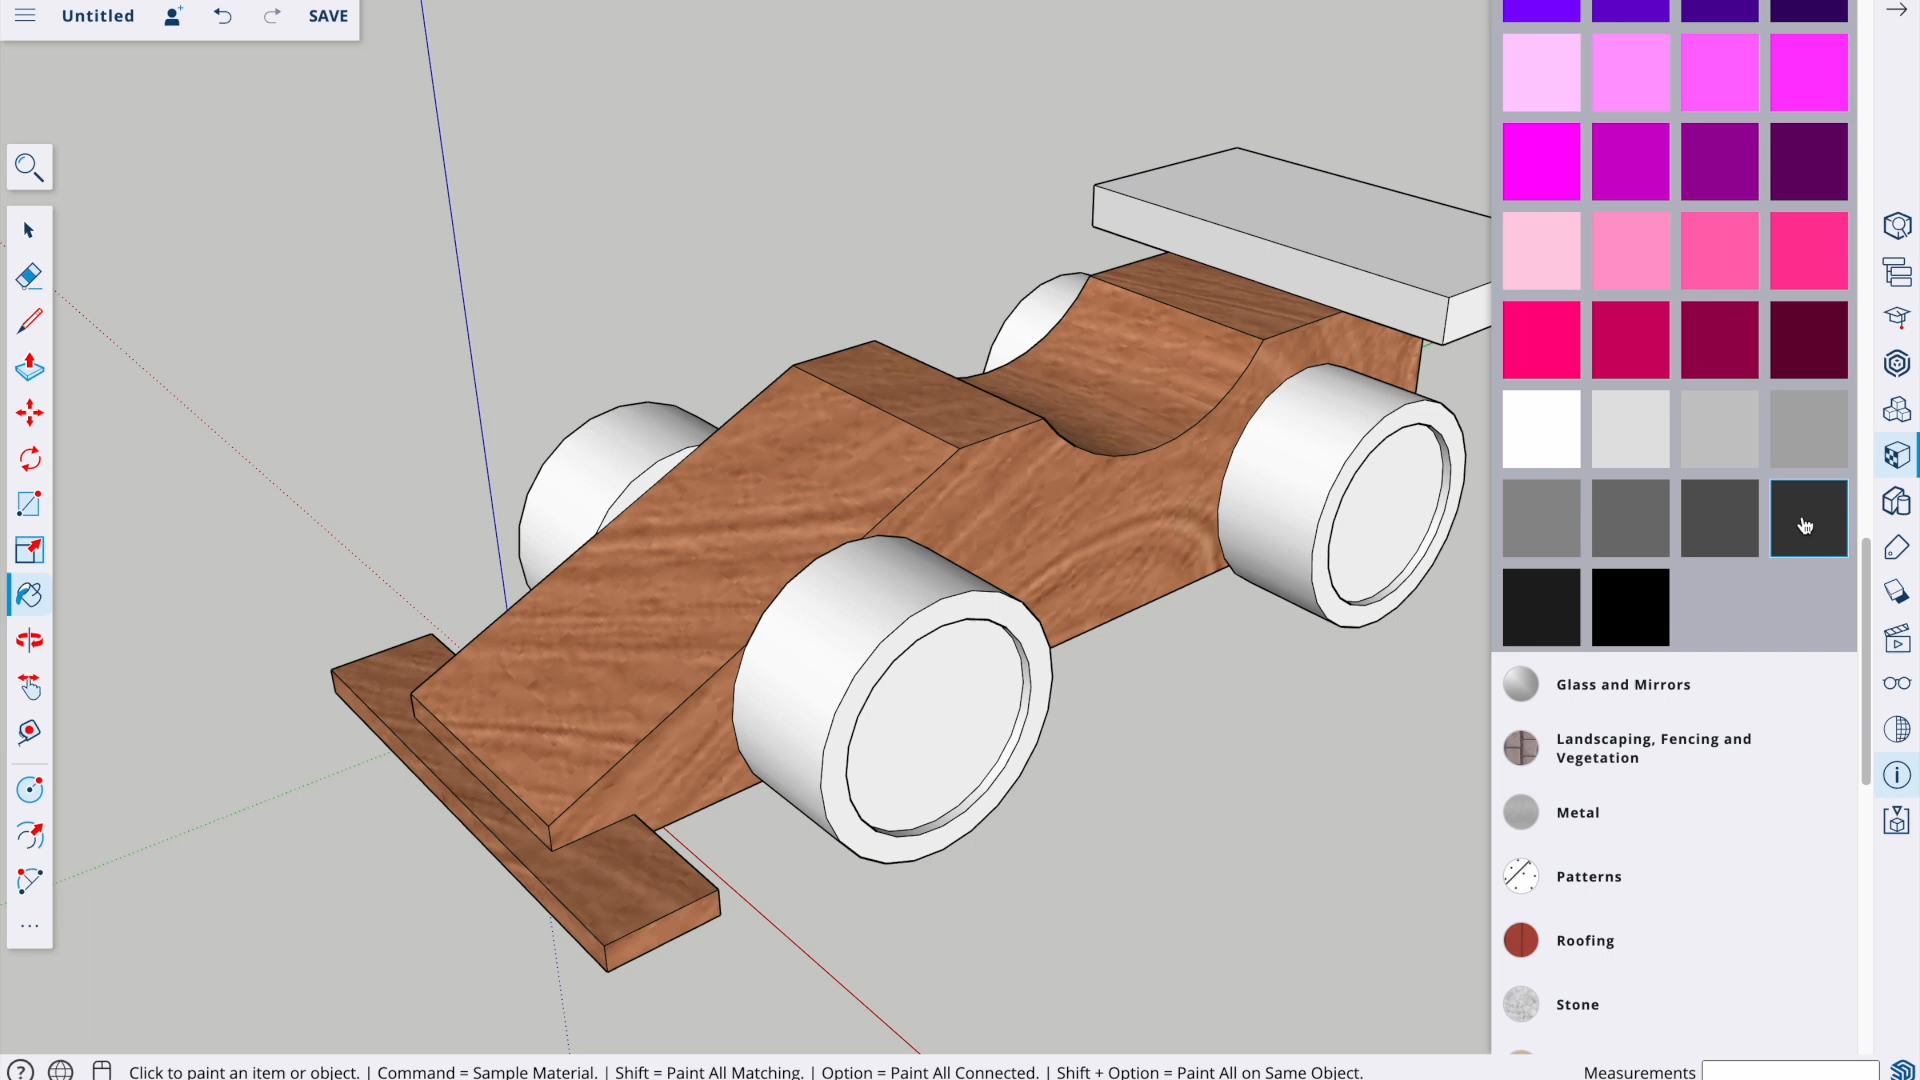 Untitled
SAVE
Glass and Mirrors
Landscaping, Fencing and
Vegetation
Metal
Patterns
Roofing
Stone
Click to paint an item or object. | Command = Sample Material. | Shift = Paint All Matching. | Option = Paint All Connected. | Shift + Option = Paint All on Same Object.
Measurements